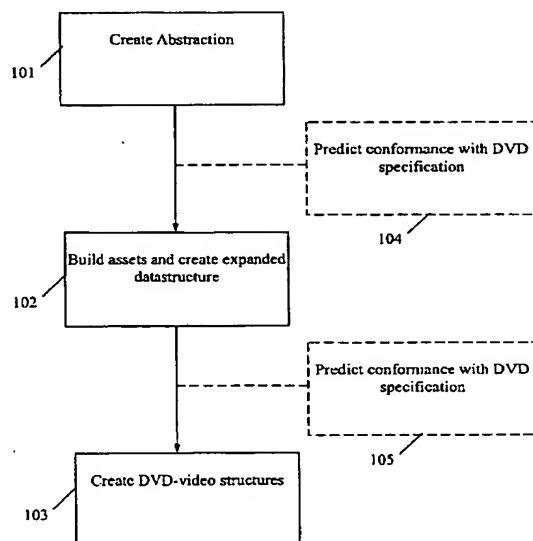 Create Abstraction
101
Predict conformance with DVD
specification
104
Build assets and create expanded
datastructure
102
Predict conformance with DVD
specification
105
Create DVD-video structures
103